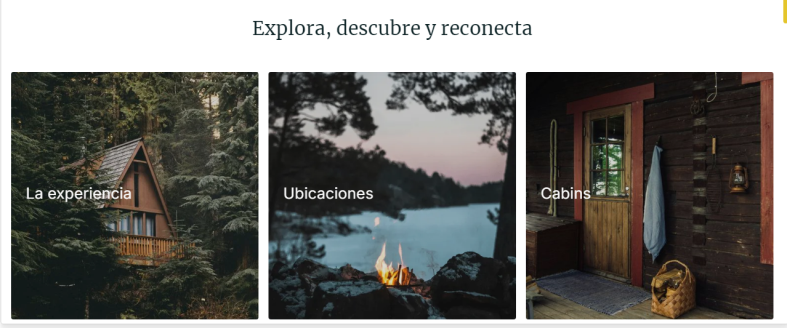 Explora, descubre y reconecta
La experiencia
Ubicaciones
Cabins